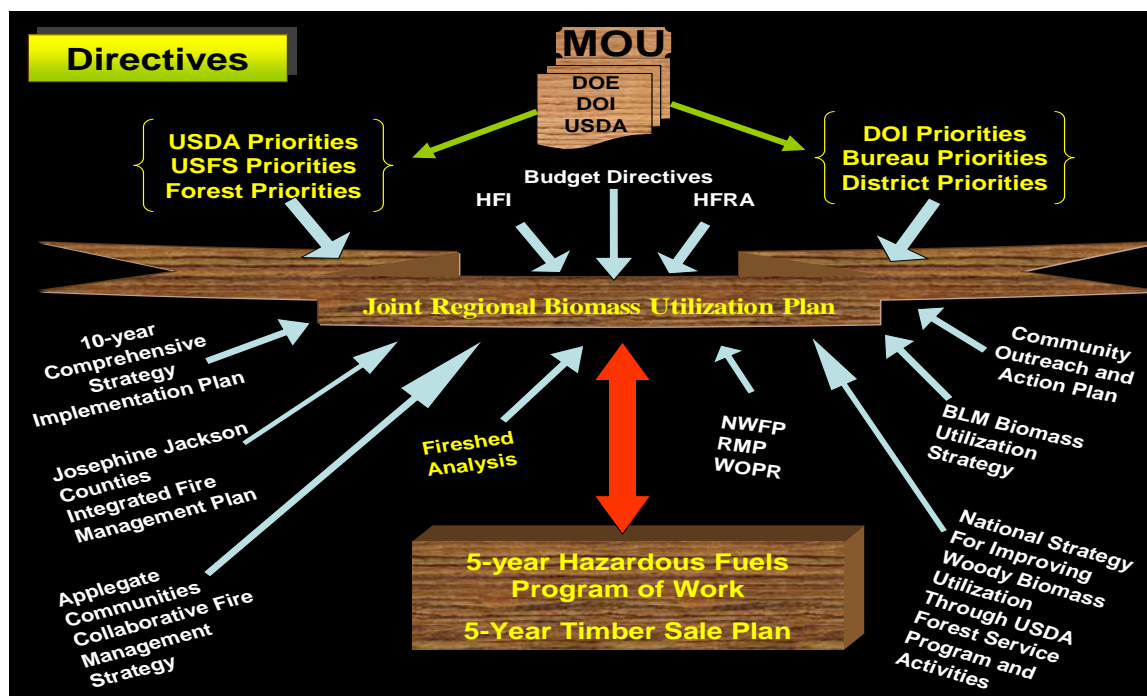 Directives
MOU
DOE
DOI
USDA
USDA Priorities
USFS Priorities
Forest Priorities
DOI Priorities
Bureau Priorities
District Priorities
Budget Directives
HFI
HFRA
Joint Regional Biomass Utilization Plan
10-year
Comprehensive
Strategy
Implementation Plan
Josephine Jackson
Counties
Integrated Fire
Management Plan
Applegate
Communities
Collaborative Fire
Management
Strategy
Fireshed
Analysis
NWFP
RMP
WOPR
Community
Outreach and
Action Plan
BLM Biomass
Utilization
Strategy
National Strategy
For Improving
Woody Biomass
Utilization
Through USDA
Forest Service
Program and
Activities
5-year Hazardous Fuels
Program of Work
5-Year Timber Sale Plan